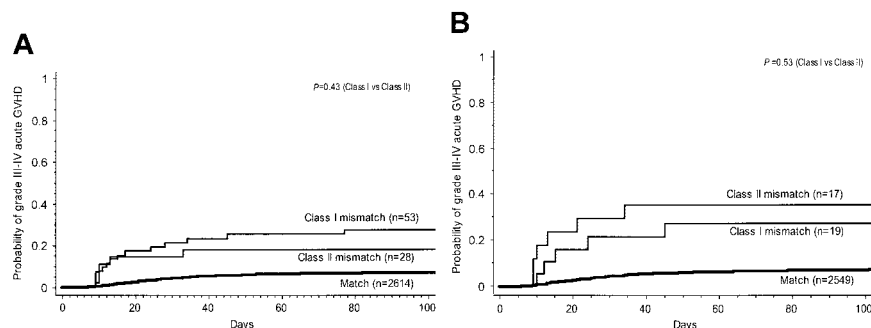 A
Probability of grade III-IV acute GVHD
1
0.8
0.6
0.4
0.2
0
P=0.43 (Class I vs Class II)
Class I mismatch (n=53)
Class II mismatch (n=28)
Match (n=2614)
0 20 40 60 80 100
Days
B
Probability of grade III-IV acute GVHD
1
0.8
0.6
0.4
0.2
0
P=0.53 (Class I vs Class II)
Class II mismatch (n=17)
Class I mismatch (n=19)
Match (n=2549)
0 20 40 60 80 100
Days